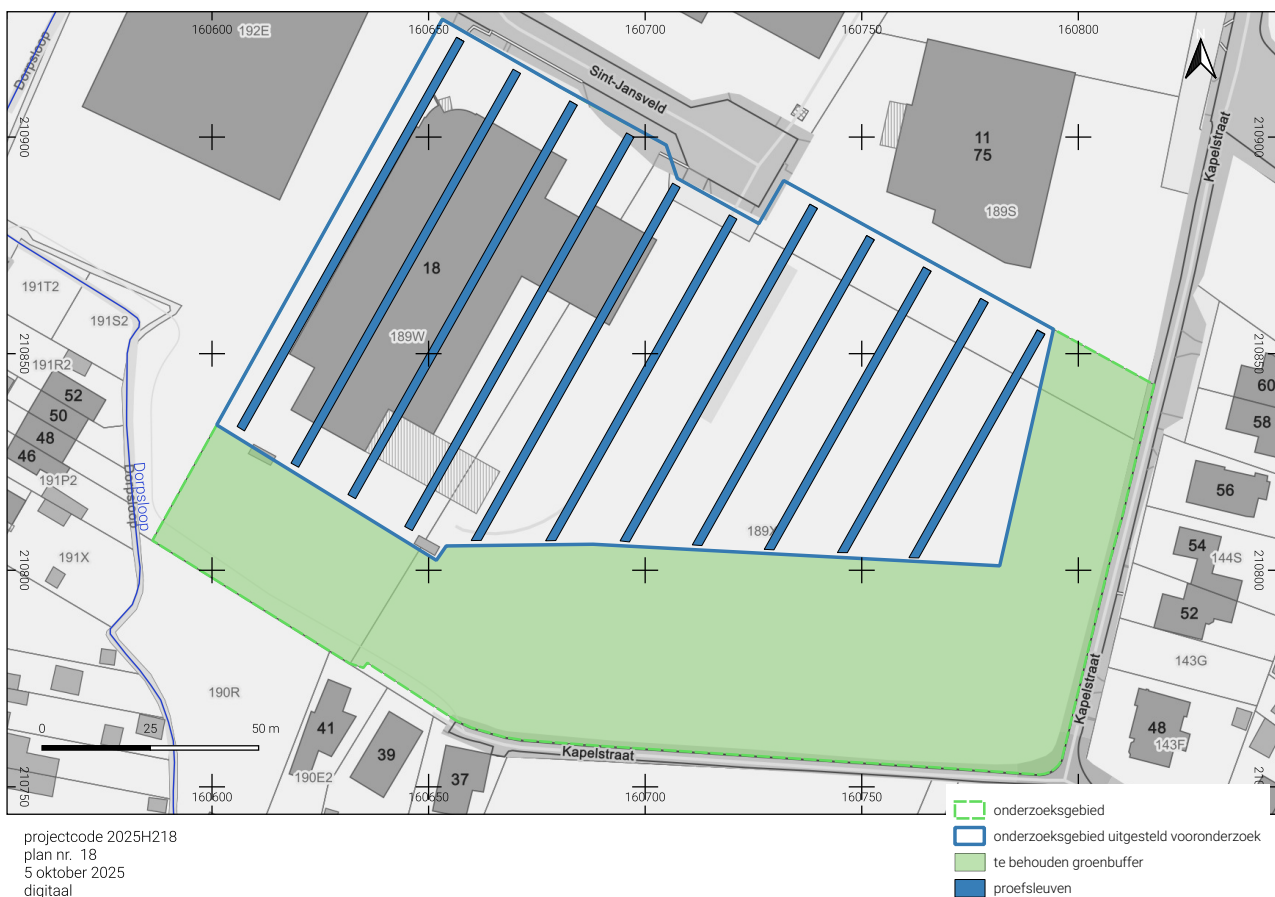 160600
160650
160700
160750
160800
192E
Dorpsloop
Sint-Jansveld
N
210900
210900
11
75
189S
Kapelstraat
18
191T2
191S2
189W
210850
210850
191R2
52
50
48
46
191P2
Dorpsloop
Dorpsloop
60
58
56
54
144S
52
191X
210800
210800
143G
190R
0
25
50 m
41
39
190E2
37
Kapelstraat
Kapelstraat
48
143F
210750
160600
160650
160700
160750
projectcode 2025H218
plan nr. 18
5 oktober 2025
digitaal
onderzoeksgebied
onderzoeksgebied uitgesteld vooronderzoek
te behouden groenbuffer
proefsleuven